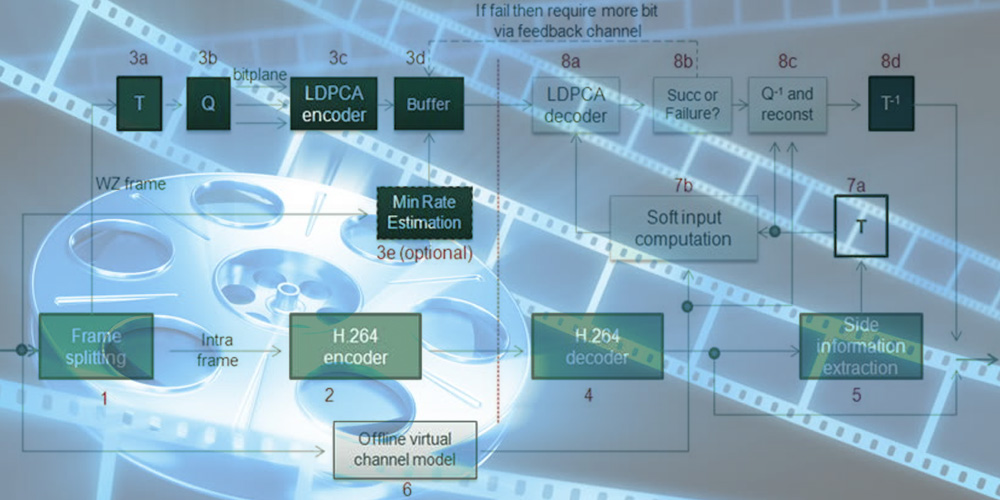 If fail then require more bit
via feedback channel
3a
3b
3c
3d
8a
8b
8c
8d
bitplane
T
Q
LDPCA
encoder
Buffer
LDPCA
decoder
Succ or
Failure?
Q-1 and
reconst
T-1
WZ frame
Min Rate
Estimation
3e (optional)
7b
Soft input
computation
7a
T
Frame
splitting
1
Intra
frame
H.264
encoder
2
H.264
decoder
4
Side
information
extraction
5
Offline virtual
channel model
6